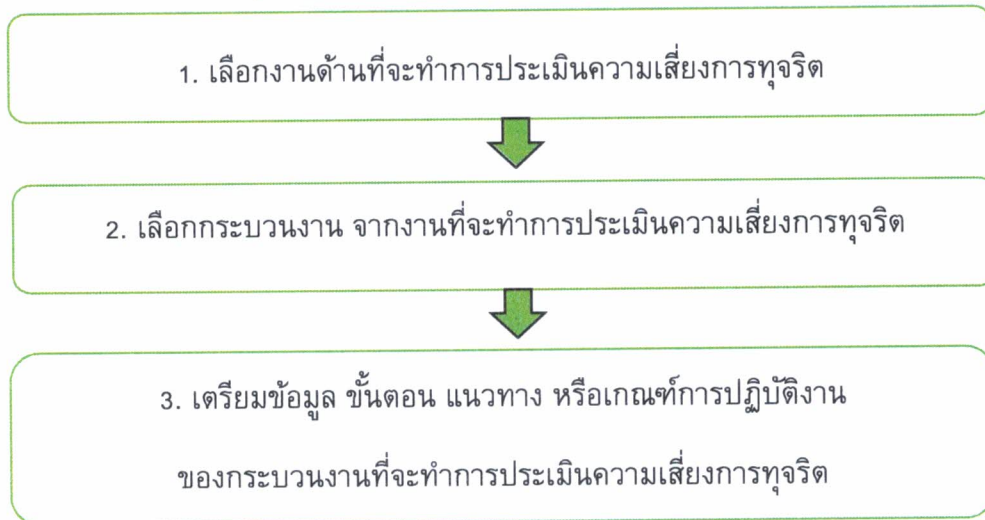 1. เลือกงานด้านที่จะทำการประเมินความเสี่ยงการทุจริต
2. เลือกกระบวนงาน จากงานที่จะทำการประเมินความเสี่ยงการทุจริต
3. เตรียมข้อมูล ขั้นตอน แนวทาง หรือเกณฑ์การปฏิบัติงาน
ของกระบวนงานที่จะทำการประเมินความเสี่ยงการทุจริต